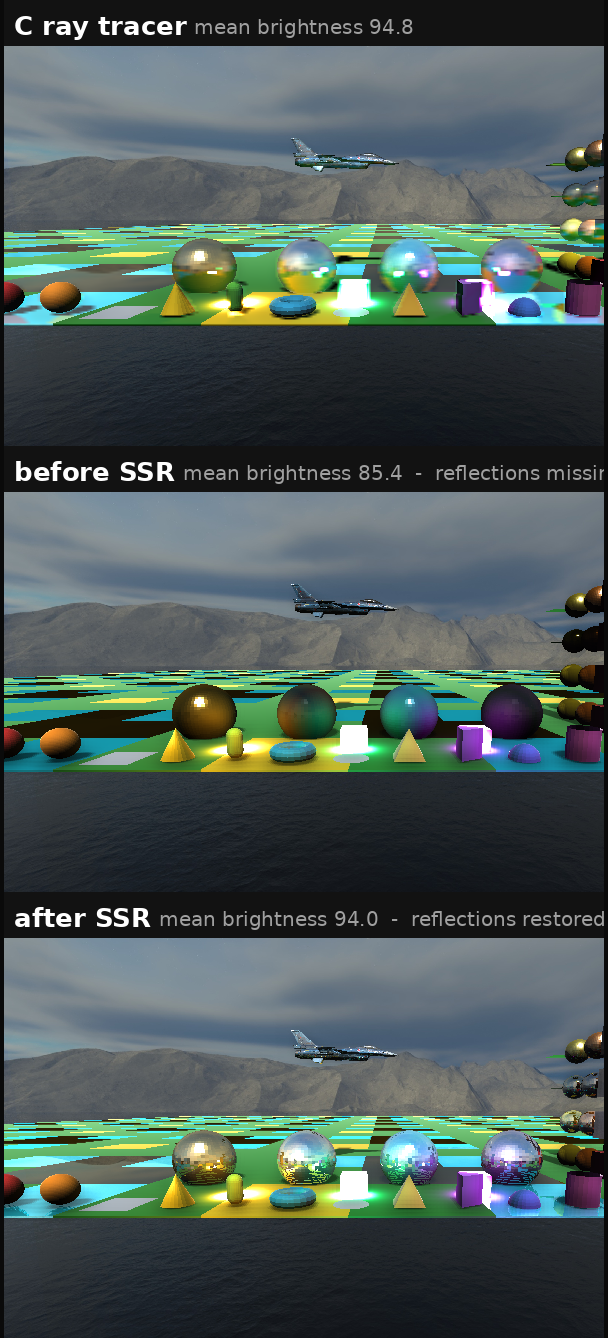 C ray tracer mean brightness 94.8
before SSR mean brightness 85.4 - reflections
after SSR mean brightness 94.0 - reflections restored